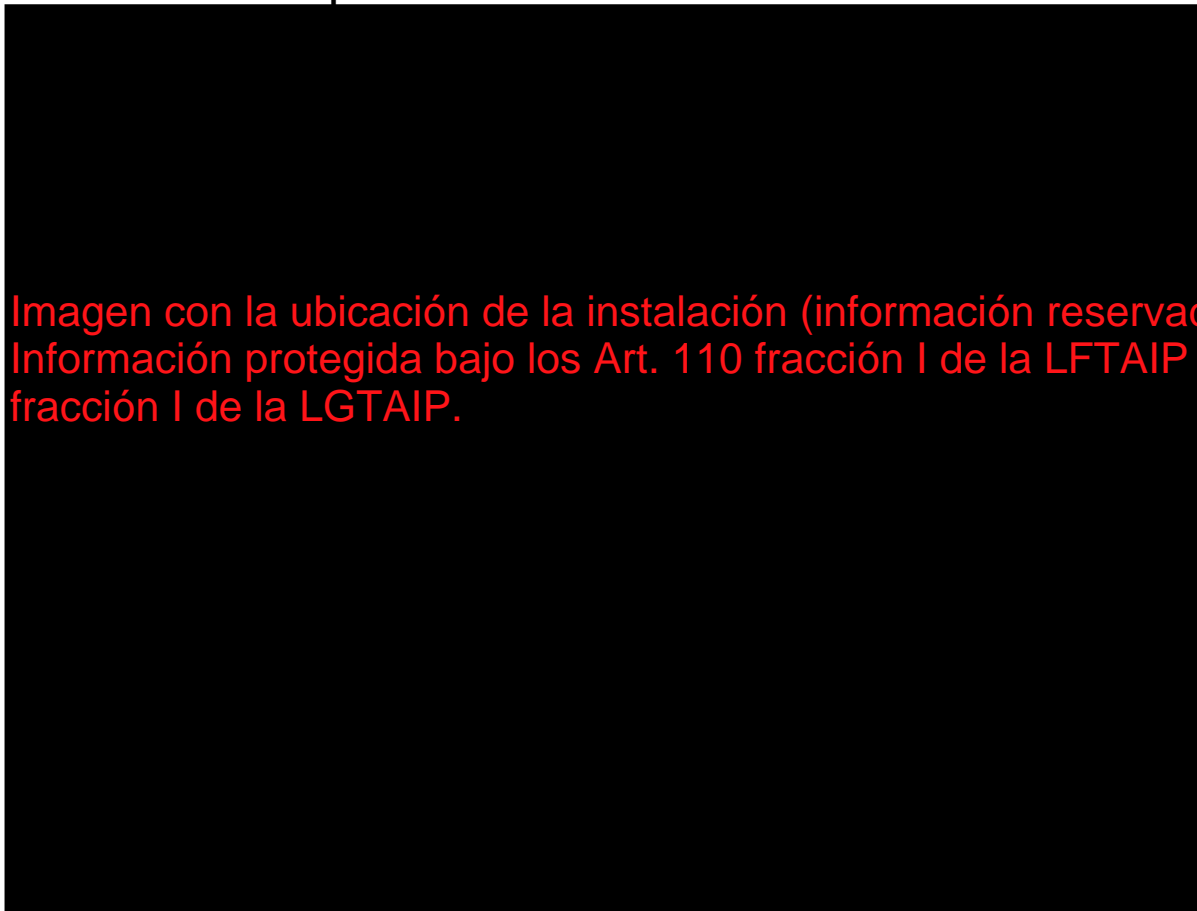 Imagen con la ubicación de la instalación (información reservad
Información protegida bajo los Art. 110 fracción I de la LFTAIP
fracción I de la LGTAIP.